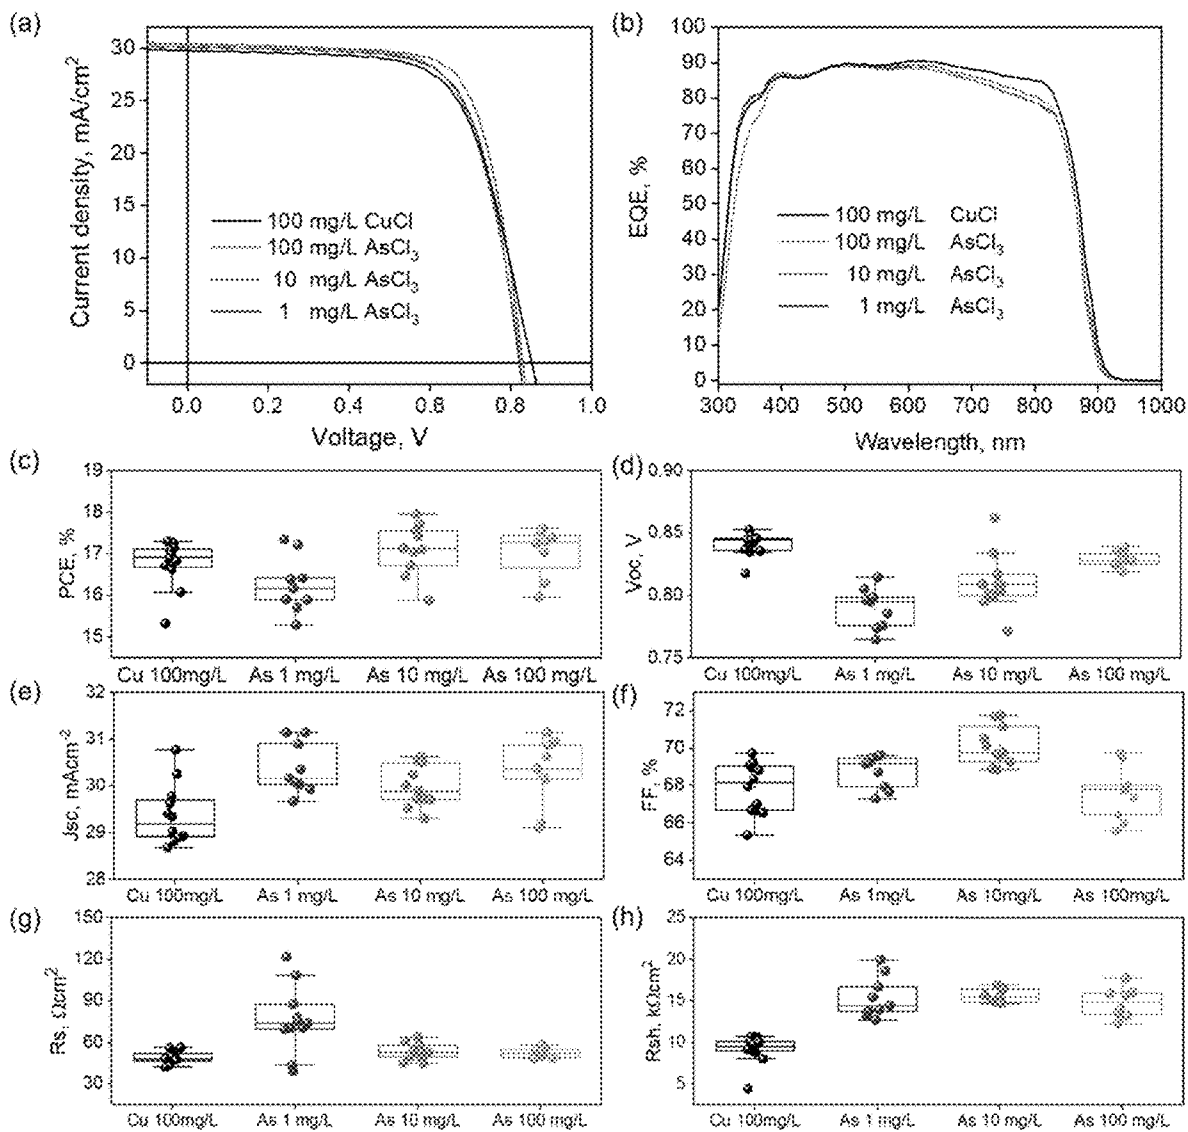 (a)
30
25
20
15
10
5
0
Current density, mA/cm²
100 mg/L CuCl
100 mg/L AsCl₃
10 mg/L AsCl₃
1 mg/L AsCl₃
0.0 0.2 0.4 0.6 0.8 1.0
Voltage, V
(b)
100
90
80
70
60
50
40
30
20
10
0
EQE, %
100 mg/L CuCl
100 mg/L AsCl₃
10 mg/L AsCl₃
1 mg/L AsCl₃
300 400 500 600 700 800 900 1000
Wavelength, nm
(c)
19
18
17
16
15
PCE, %
Cu 100mg/L As 1 mg/L As 10 mg/L As 100 mg/L
(d)
0.90
0.85
0.80
0.75
Voc, V
Cu 100mg/L As 1 mg/L As 10 mg/L As 100 mg/L
(e)
32
31
30
29
28
Jsc, mAcm⁻²
Cu 100mg/L As 1 mg/L As 10 mg/L As 100 mg/L
(f)
72
70
68
66
64
FF, %
Cu 100mg/L As 1mg/L As 10 mg/L As 100mg/L
(g)
150
120
90
60
30
Rs, Ωcm²
Cu 100mg/L As 1 mg/L As 10 mg/L As 100 mg/L
(h)
25
20
15
10
5
Rsh, kΩcm²
Cu 100mg/L As 1 mg/L As 10 mg/L As 100 mg/L